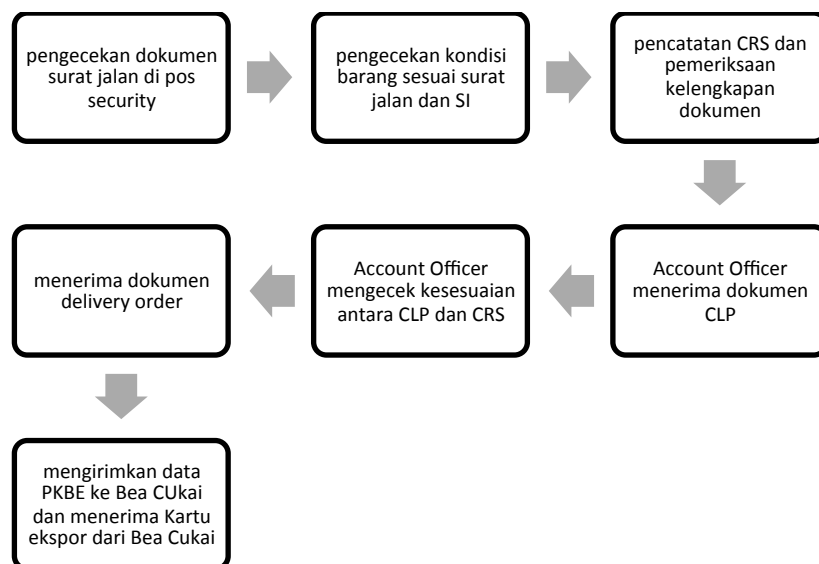 pengecekan dokumen
surat jalan di pos
security
pengecekan kondisi
barang sesuai surat
jalan dan SI
pencatatan CRS dan
pemeriksaan
kelengkapan
dokumen
Account Officer
menerima dokumen
CLP
Account Officer
mengecek kesesuaian
antara CLP dan CRS
menerima dokumen
delivery order
mengirimkan data
PKBE ke Bea CUkai
dan menerima Kartu
ekspor dari Bea Cukai